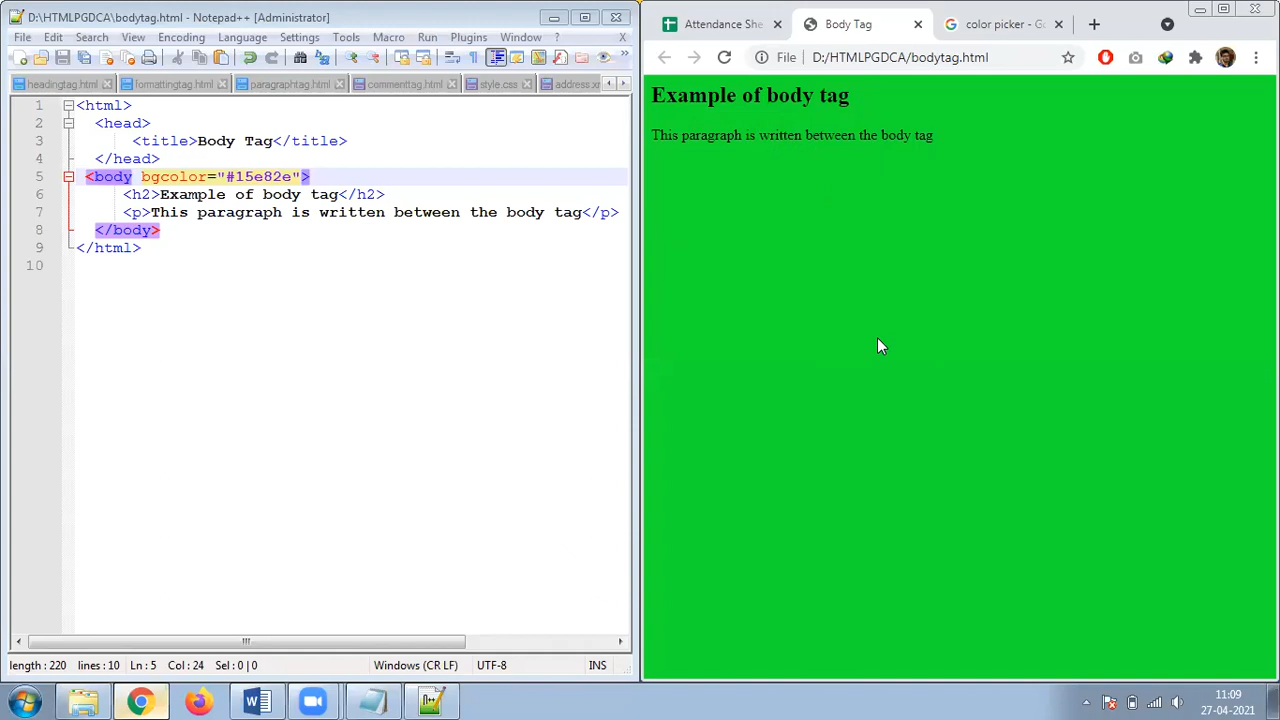 D:\HTMLPGDCA\bodytag.html - Notepad++ [Administrator]
File Edit Search View Encoding Language Settings Tools Macro Run Plugins Window ? X
headingtag.html formattingtag.html paragraphtag.html commenttag.html style.css
1 <html>
2 <head>
3 <title>Body Tag</title>
4 </head>
5 <body bgcolor="#15e82e">
6 <h2>Example of body tag</h2>
7 <p>This paragraph is written between the body tag</p>
8 </body>
9 </html>
10
length : 220 lines : 10 Ln : 5 Col : 24 Sel : 0 | 0 Windows (CR LF) UTF-8 INS
Attendance She Body Tag color picker - Go
File D:/HTMLPGDCA/bodytag.html
Example of body tag
This paragraph is written between the body tag
11:09
27-04-2021